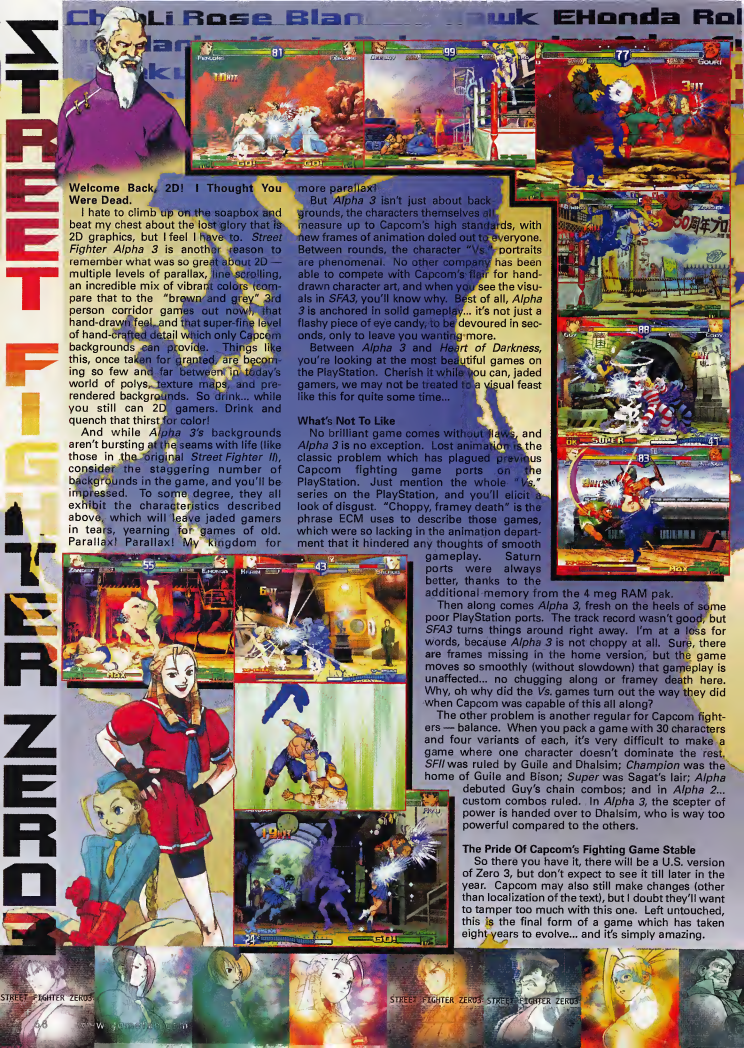 ChunLi Rose Blan Hawk EHonda Rol
STREET FIGHTER ZERO 3
Welcome Back, 2D! I Thought You
Were Dead.
I hate to climb up on the soapbox and
beat my chest about the lost glory that is
2D graphics, but I feel I have to. Street
Fighter Alpha 3 is another reason to
remember what was so great about 2D —
multiple levels of parallax, line scrolling,
an incredible mix of vibrant colors (com-
pare that to the "brown and grey" 3rd
person corridor games out now), that
hand-drawn feel, and that super-fine level
of hand-crafted detail which only Capcom
backgrounds can provide. Things like
this, once taken for granted, are becom-
ing so few and far between in today's
world of polys, texture maps, and pre-
rendered backgrounds. So drink... while
you still can 2D gamers. Drink and
quench that thirst for color!
And while Alpha 3's backgrounds
aren't bursting at the seams with life (like
those in the original Street Fighter II),
consider the staggering number of
backgrounds in the game, and you'll be
impressed. To some degree, they all
exhibit the characteristics described
above, which will leave jaded gamers
in tears, yearning for games of old.
Parallax! Parallax! My kingdom for
more parallax!
But Alpha 3 isn't just about back
grounds, the characters themselves all
measure up to Capcom's high standards, with
new frames of animation doled out to everyone.
Between rounds, the character "Vs." portraits
are phenomenal. No other company has been
able to compete with Capcom's flair for hand-
drawn character art, and when you see the visu-
als in SFA3, you'll know why. Best of all, Alpha
3 is anchored in solid gameplay... it's not just a
flashy piece of eye candy, to be devoured in sec-
onds, only to leave you wanting more.
Between Alpha 3 and Heart of Darkness,
you're looking at the most beautiful games on
the PlayStation. Cherish it while you can, jaded
gamers, we may not be treated to a visual feast
like this for quite some time...
What's Not To Like
No brilliant game comes without flaws, and
Alpha 3 is no exception. Lost animation is the
classic problem which has plagued previous
Capcom fighting game ports on the
PlayStation. Just mention the whole "Vs."
series on the PlayStation, and you'll elicit a
look of disgust. "Choppy, framey death" is the
phrase ECM uses to describe those games,
which were so lacking in the animation depart-
ment that it hindered any thoughts of smooth
gameplay. Saturn
ports were always
better, thanks to the
additional memory from the 4 meg RAM pak.
Then along comes Alpha 3, fresh on the heels of some
poor PlayStation ports. The track record wasn't good, but
SFA3 turns things around right away. I'm at a loss for
words, because Alpha 3 is not choppy at all. Sure, there
are frames missing in the home version, but the game
moves so smoothly (without slowdown) that gameplay is
unaffected... no chugging along or framey death here.
Why, oh why did the Vs. games turn out the way they did
when Capcom was capable of this all along?
The other problem is another regular for Capcom fight-
ers — balance. When you pack a game with 30 characters
and four variants of each, it's very difficult to make a
game where one character doesn't dominate the rest.
SFII was ruled by Guile and Dhalsim; Champion was the
home of Guile and Bison; Super was Sagat's lair; Alpha
debuted Guy's chain combos; and in Alpha 2...
custom combos ruled. In Alpha 3, the scepter of
power is handed over to Dhalsim, who is way too
powerful compared to the others.
The Pride Of Capcom's Fighting Game Stable
So there you have it, there will be a U.S. version
of Zero 3, but don't expect to see it till later in the
year. Capcom may also still make changes (other
than localization of the text), but I doubt they'll want
to tamper too much with this one. Left untouched,
this is the final form of a game which has taken
eight years to evolve... and it's simply amazing.
81
99
77
GOUKI
3HIT
88
83
55
43
ZANGIEF
E.HONDA
RYU
GO!
MAX
STREET FIGHTER ZERO3
STREET FIGHTER ZERO3
STREET FIGHTER ZERO3